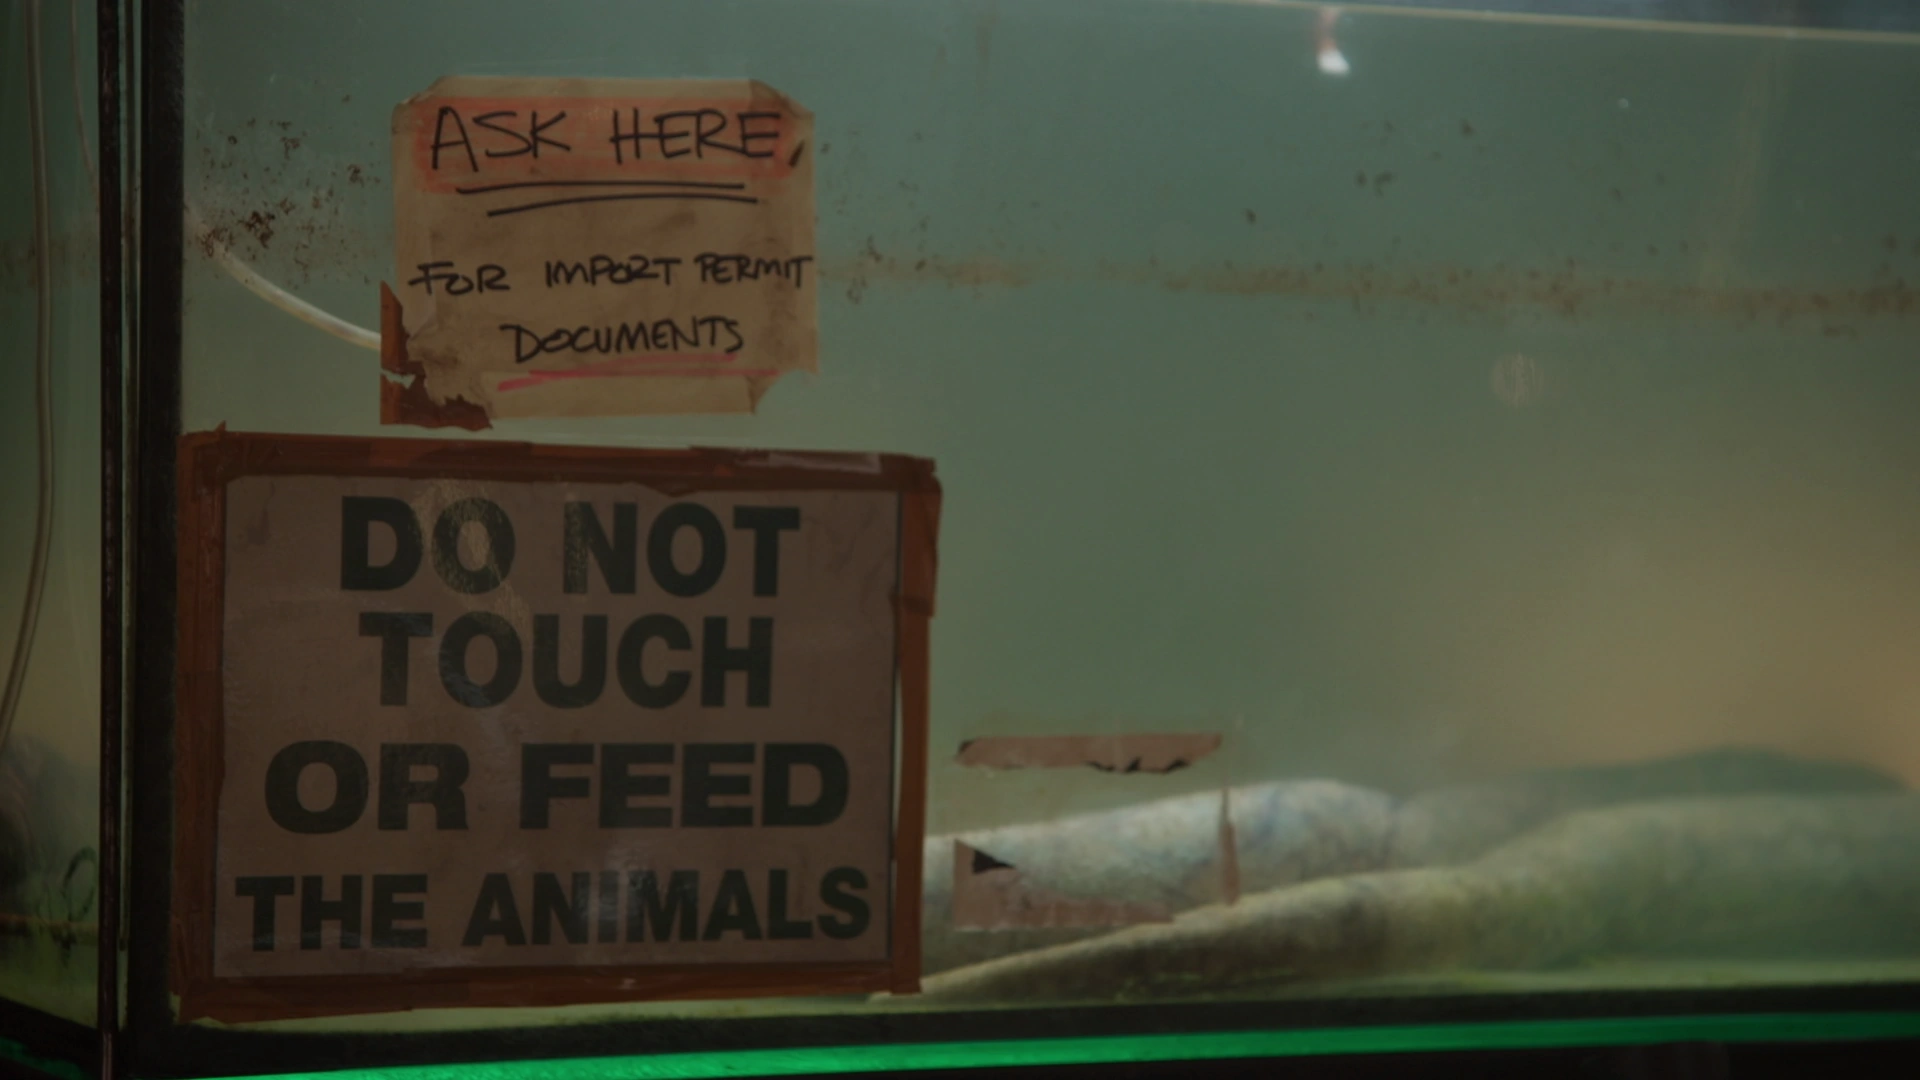 ASK HERE,
FOR IMPORT PERMIT
DOCUMENTS
DO NOT
TOUCH
OR FEED
THE ANIMALS